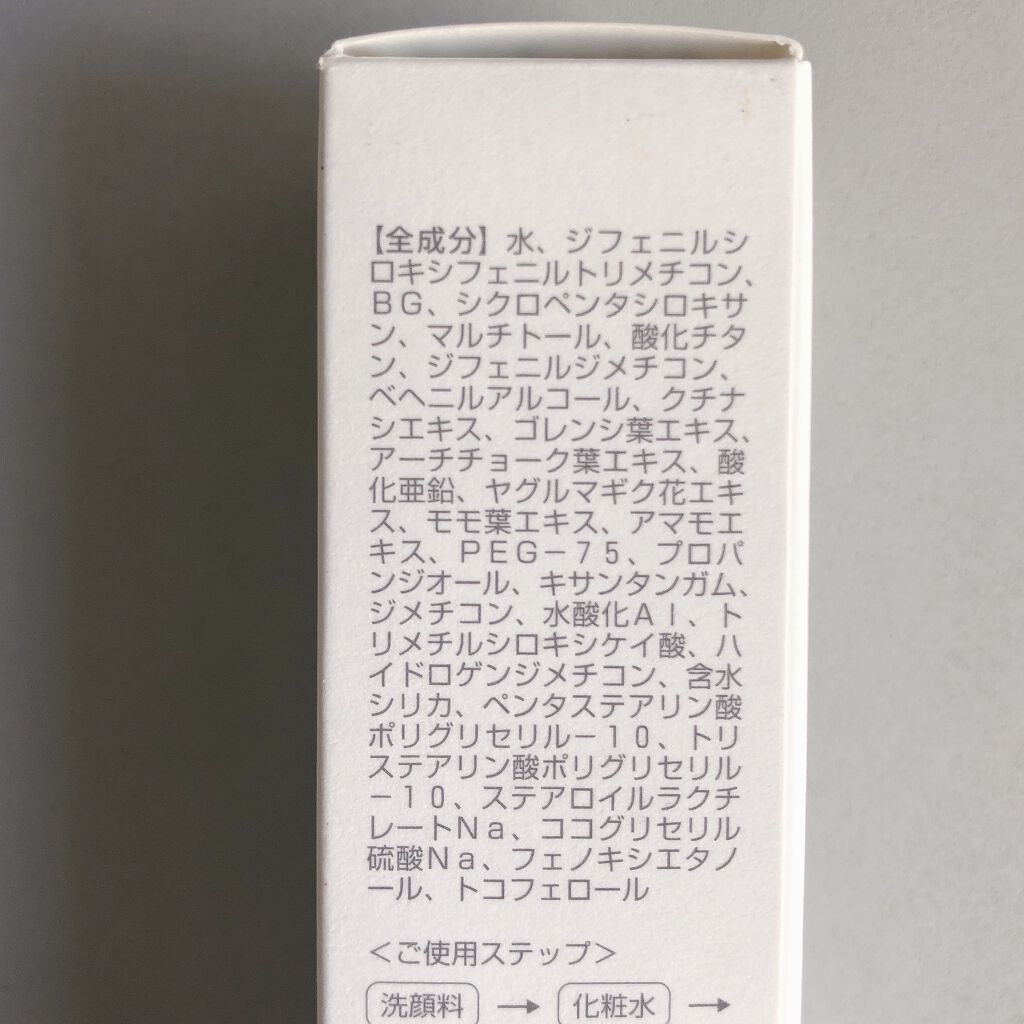 【全成分】水、ジフェニルシ
ロキシフェニルトリメチコン、
BG、シクロペンタシロキサ
ン、マルチトール、酸化チタ
ン、ジフェニルジメチコン、
ベヘニルアルコール、クチナ
シエキス、ゴレンシ葉エキス、
アーチチョーク葉エキス、酸
化亜鉛、ヤグルマギク花エキ
ス、モモ葉エキス、アマモエ
キス、PEG-75、プロパ
ンジオール、キサンタンガム、
ジメチコン、水酸化Al、ト
リメチルシロキシケイ酸、ハ
イドロゲンジメチコン、含水
シリカ、ペンタステアリン酸
ポリグリセリル-10、トリ
ステアリン酸ポリグリセリル
-10、ステアロイルラクチ
レートNa、ココグリセリル
硫酸Na、フェノキシエタノ
ール、トコフェロール
<ご使用ステップ>
洗顔料 → 化粧水 →